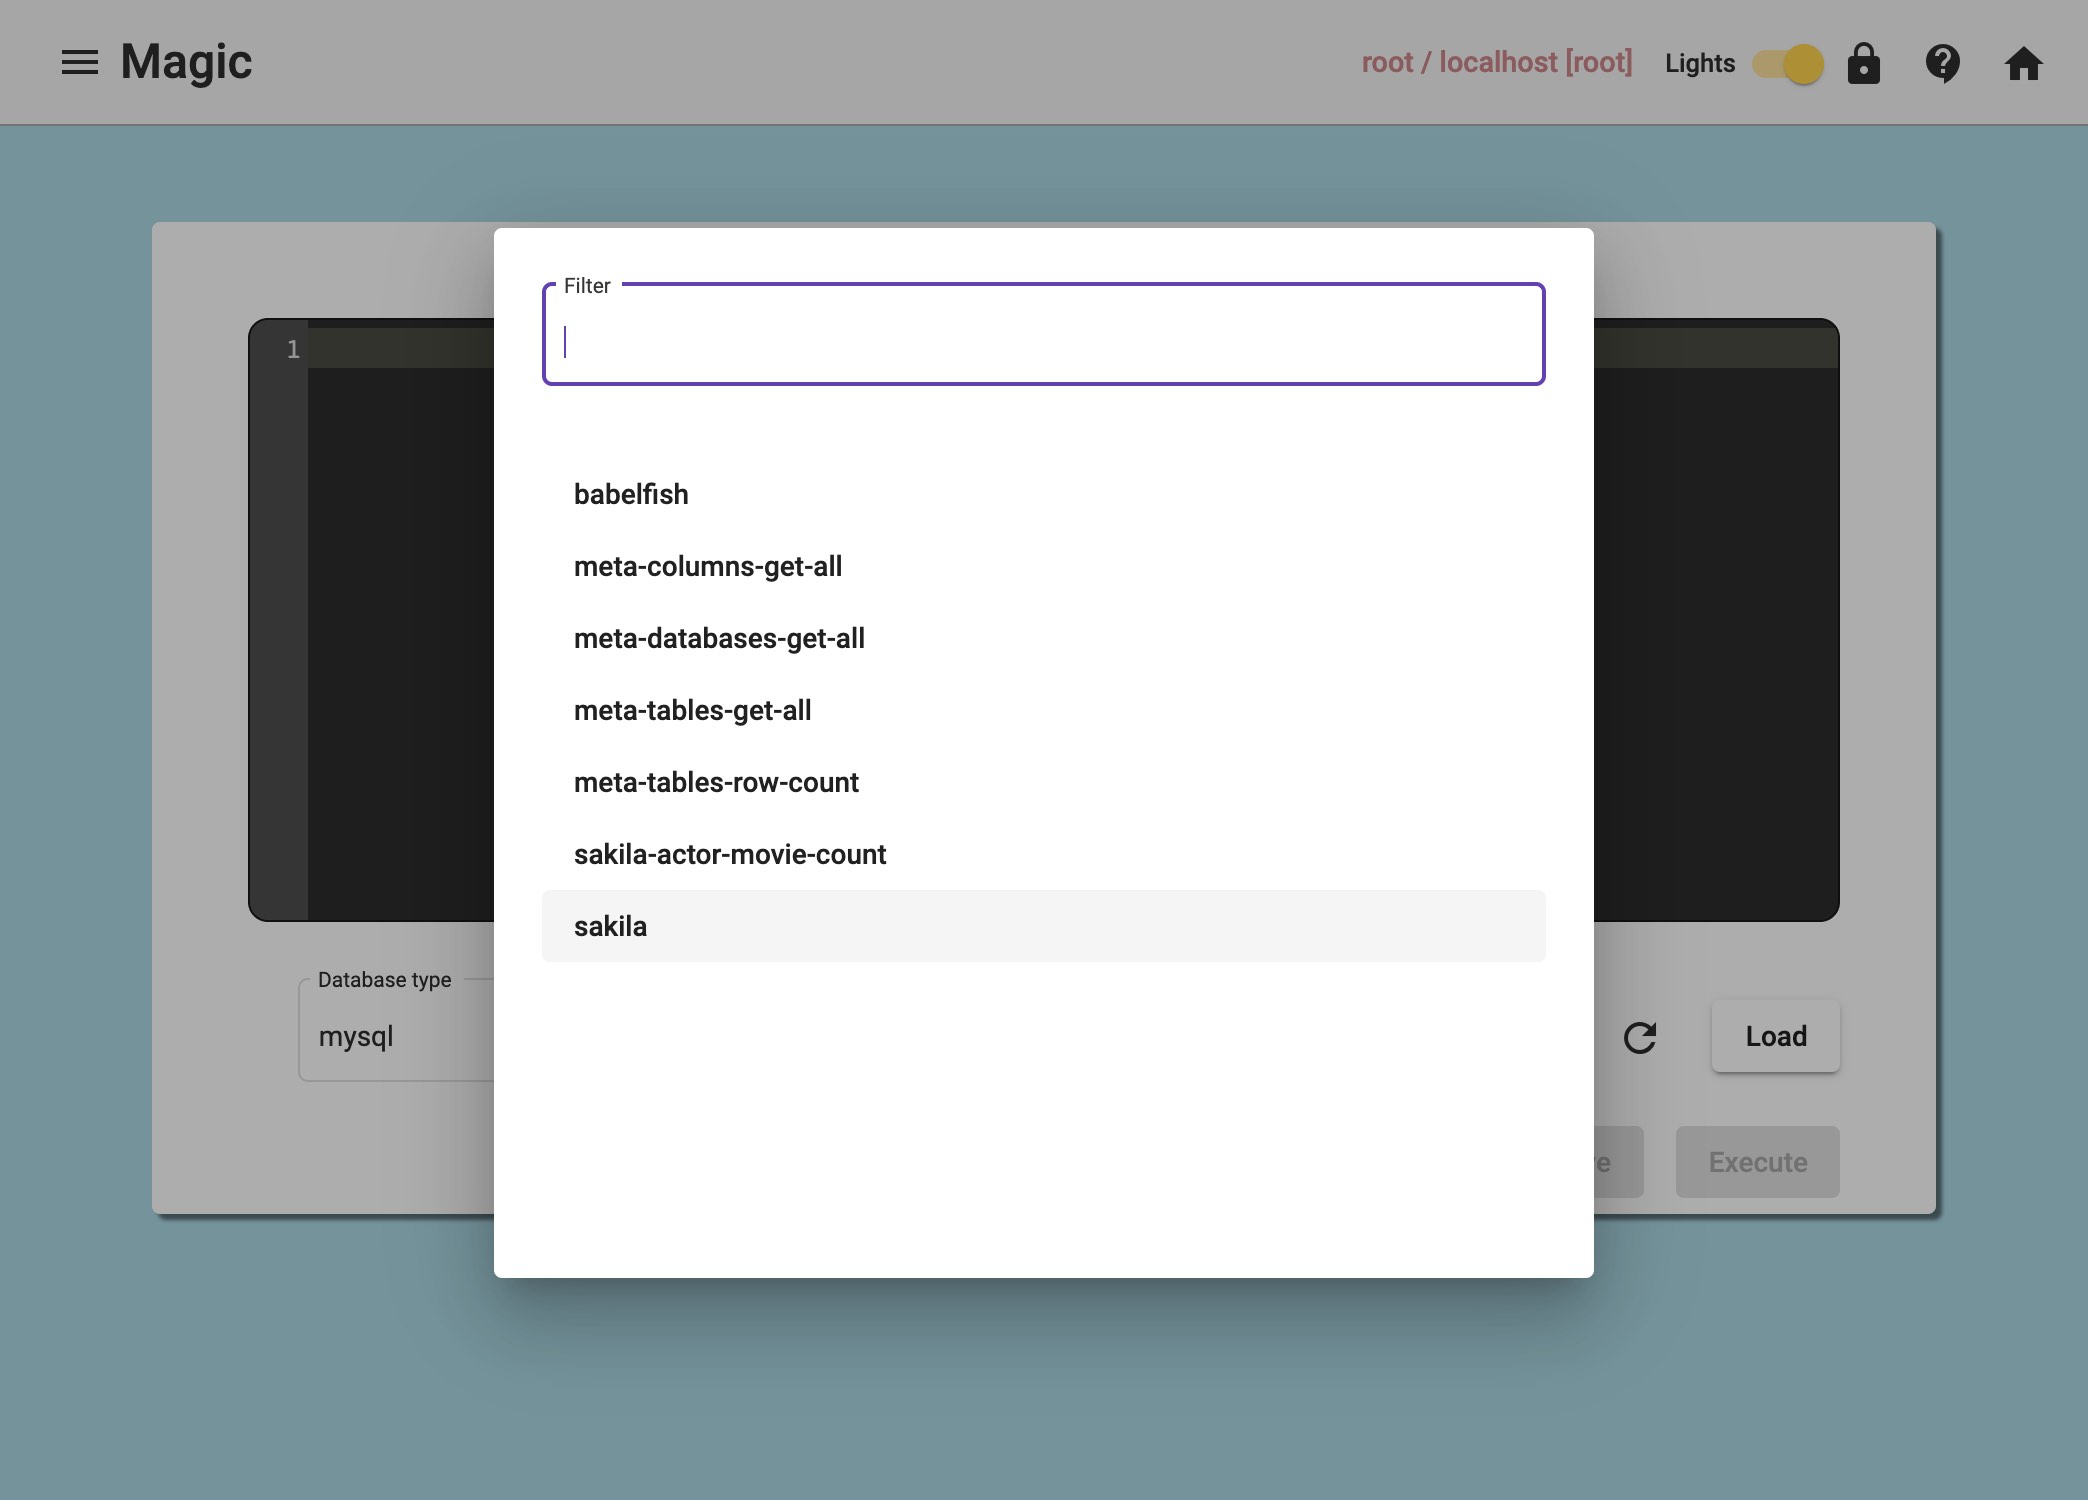 Magic
root / localhost [root]
Lights
Filter
1
babelfish
meta-columns-get-all
meta-databases-get-all
meta-tables-get-all
meta-tables-row-count
sakila-actor-movie-count
sakila
Database type
mysql
Load
Execute